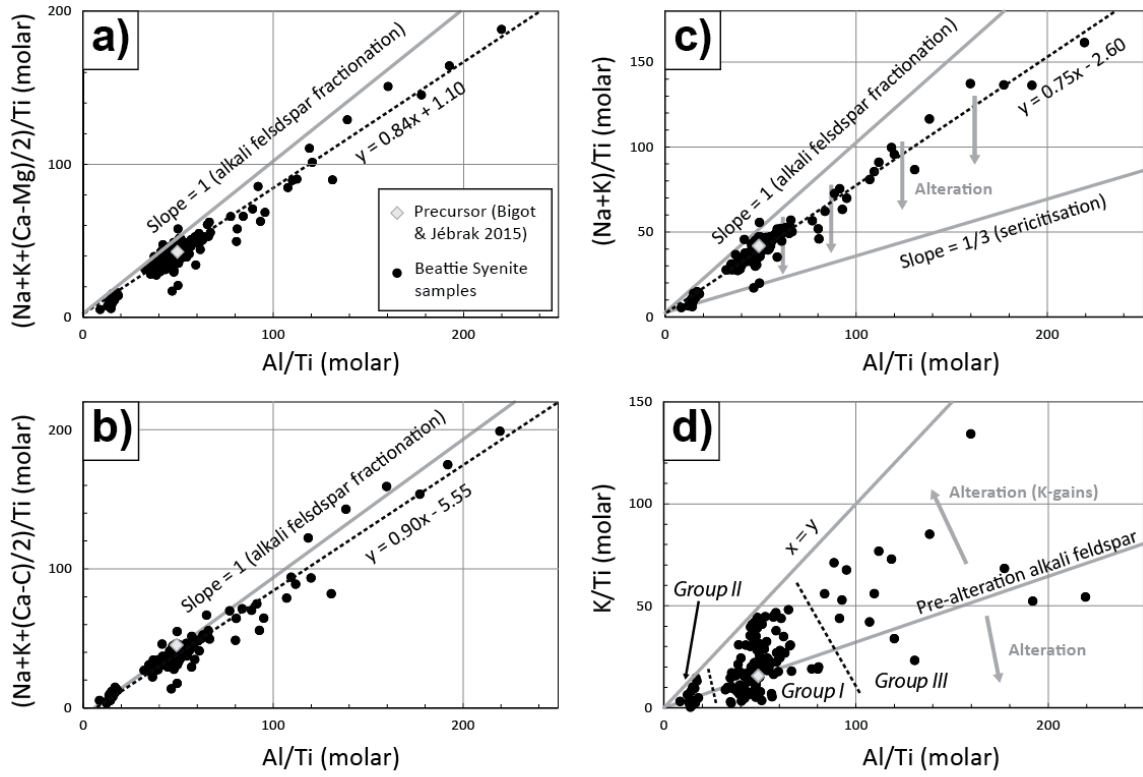 a)
(Na+K+(Ca-Mg)/2)/Ti (molar)
200
100
0
0
100
200
Al/Ti (molar)
Slope = 1 (alkali felsdspar fractionation)
y = 0.84x + 1.10
Precursor (Bigot
& Jébrak 2015)
Beattie Syenite
samples
c)
(Na+K)/Ti (molar)
150
100
50
0
0
100
200
Al/Ti (molar)
Slope = 1 (alkali felsdspar fractionation)
y = 0.75x - 2.60
Alteration
Slope = 1/3 (sericitisation)
b)
(Na+K+(Ca-C)/2)/Ti (molar)
200
100
0
0
100
200
Al/Ti (molar)
Slope = 1 (alkali felsdspar fractionation)
y = 0.90x - 5.55
d)
K/Ti (molar)
150
100
50
0
0
100
200
Al/Ti (molar)
Alteration (K-gains)
x = y
Pre-alteration alkali feldspar
Group II
Alteration
Group I
Group III